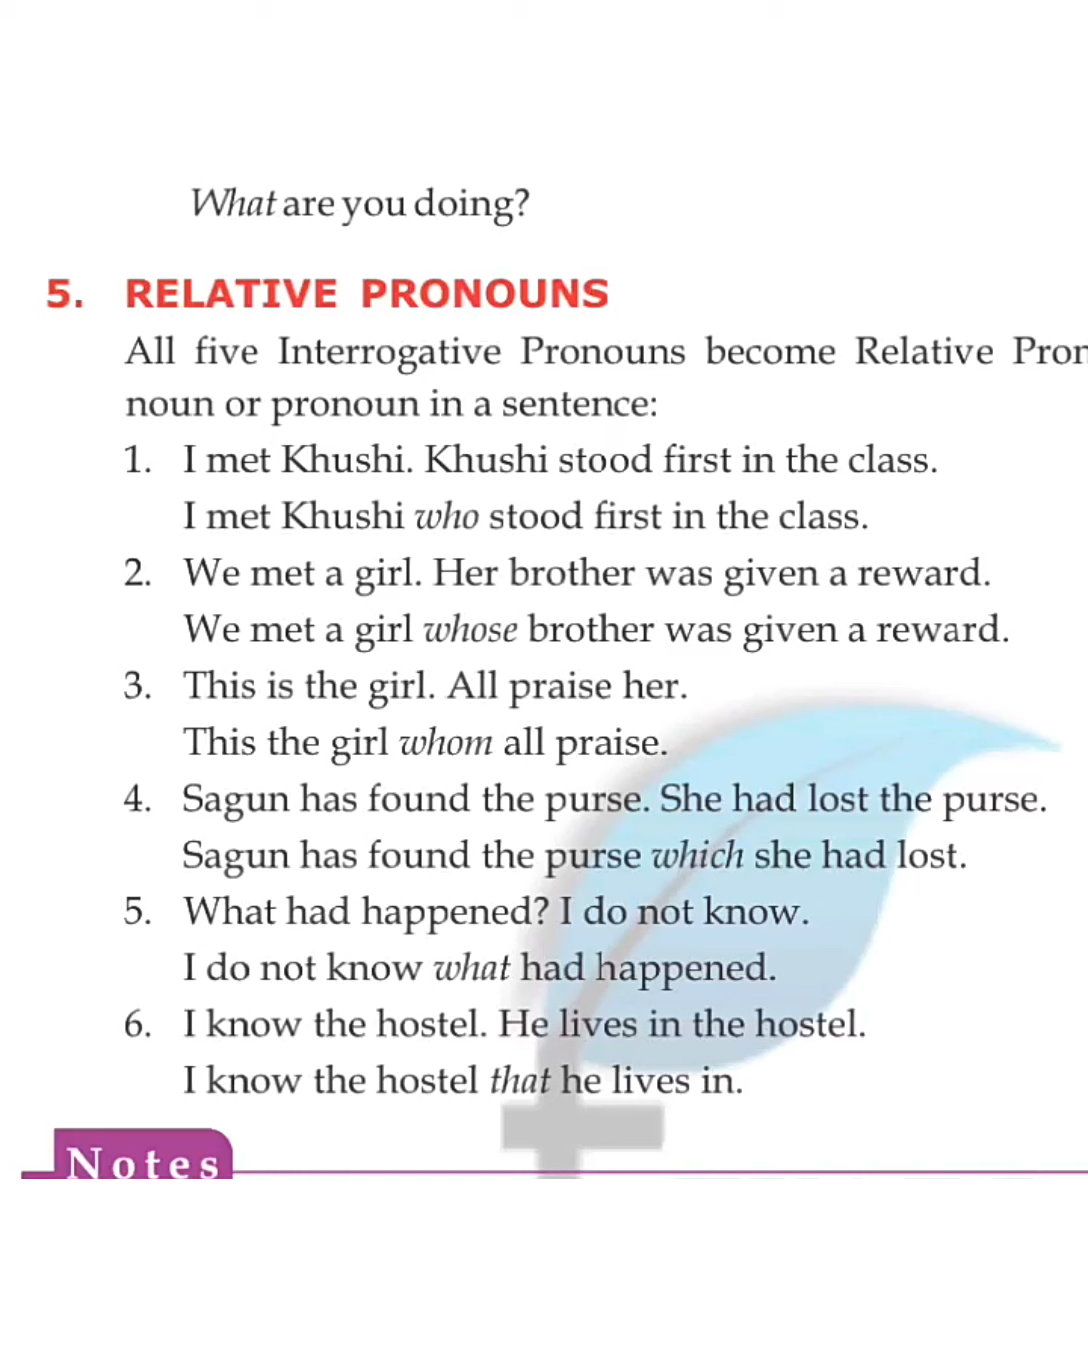 What are you doing?
5. RELATIVE PRONOUNS
All five Interrogative Pronouns become Relative
noun or pronoun in a sentence:
1. I met Khushi. Khushi stood first in the class.
I met Khushi who stood first in the class.
2. We met a girl. Her brother was given a reward.
We met a girl whose brother was given a reward.
3. This is the girl. All praise her.
This the girl whom all praise.
4. Sagun has found the purse. She had lost the purse.
Sagun has found the purse which she had lost.
5. What had happened? I do not know.
I do not know what had happened.
6. I know the hostel. He lives in the hostel.
I know the hostel that he lives in.
Notes